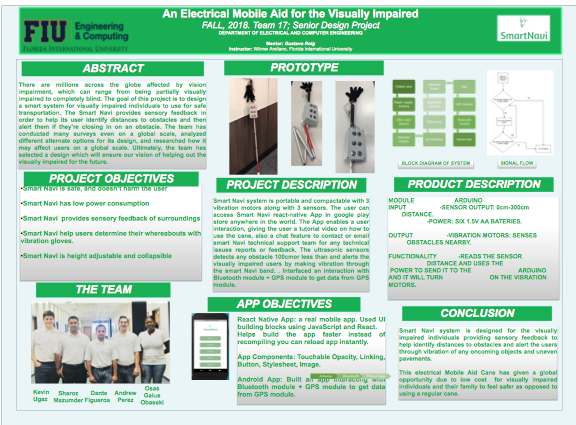 An Electrical Mobile Aid for the Visually Impaired
FALL, 2018. Team 17; Senior Design Project
DEPARTMENT OF ELECTRICAL AND COMPUTER ENGINEERING
Mentor: Gustavo Roig
Instructor: Wilmer Arellano, Florida International University
FIU
Engineering
& Computing
FLORIDA INTERNATIONAL UNIVERSITY
SmartNavi
ABSTRACT
There are millions across the globe affected by vision
impairment, which can range from being partially visually
impaired to completely blind. The goal of this project is to design
a smart system for visually impaired individuals to use for safe
transportation. The Smart Navi provides sensory feedback in
order to help its user identify distances to obstacles and then
alert them if they're closing in on an obstacle. The team has
conducted many surveys even on a global scale, analyzed
different alternate options for its design, and researched how it
may affect users on a global scale. Ultimately, the team has
selected a design which will ensure our vision of helping out the
visually impaired for the future.
PROJECT OBJECTIVES
•Smart Navi is safe, and doesn't harm the user
•Smart Navi has low power consumption
•Smart Navi provides sensory feedback of surroundings
•Smart Navi help users determine their whereabouts with
vibration gloves.
•Smart Navi is height adjustable and collapsible
THE TEAM
Kevin
Ugaz
Sharoz
Mazumder
Dante
Figueroa
Andrew
Perez
Osas
Gaius
Obaseki
PROTOTYPE
PROJECT DESCRIPTION
Smart Navi system is portable and compactable with 3
vibration motors along with 3 sensors. The user can
access Smart Navi react-native App in google play
store anywhere in the world. The App enables a user
interaction, giving the user a tutorial video on how to
use the cane, also a chat feature to contact or email
smart Navi technical support team for any technical
issues reports or feedback. The ultrasonic sensors
detects any obstacle 100cmor less than and alerts the
visually impaired users by making vibration through
the smart Navi band. . Interfaced an interaction with
Bluetooth module + GPS module to get data from GPS
module.
APP OBJECTIVES
React Native App: a real mobile app. Used UI
building blocks using JavaScript and React.
Helps build the app faster instead of
recompiling you can reload app instantly.
App Components: Touchable Opacity, Linking,
Button, Stylesheet, Image.
Android App: Built an app interacting with
Bluetooth module + GPS module to get data
from GPS module.
BLOCK DIAGRAM OF SYSTEM
SIGNAL FLOW
PRODUCT DESCRIPTION
MODULE ARDUINO
INPUT -SENSOR OUTPUT: 0cm-300cm
DISTANCE.
-POWER: SIX 1.5V AA BATERIES.
OUTPUT -VIBRATION MOTORS: SENSES
OBSTACLES NEARBY.
FUNCTIONALITY -READS THE SENSOR
DISTANCE AND USES THE
POWER TO SEND IT TO THE ARDUINO
AND IT WILL TURN ON THE VIBRATION
MOTORS.
CONCLUSION
Smart Navi system is designed for the visually
impaired individuals providing sensory feedback to
help identify distances to obstacles and alert the users
through vibration of any oncoming objects and uneven
pavements.
This electrical Mobile Aid Cane has given a global
opportunity due to low cost for visually impaired
individuals and their family to feel safer as opposed to
using a regular cane.